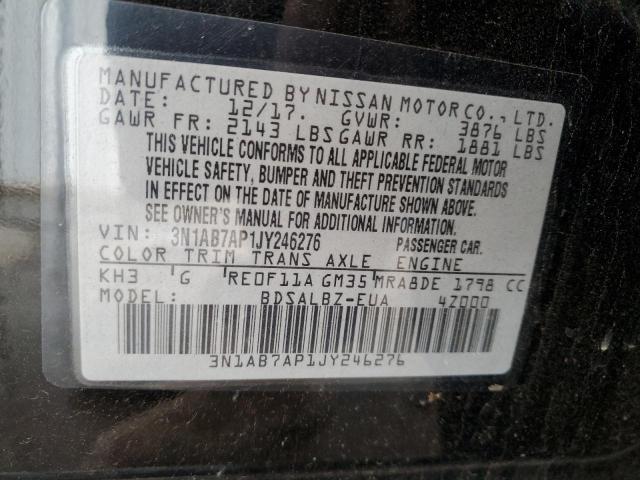 MANUFACTURED BY NISSAN MOTOR CO., LTD.
DATE: 12/17. GVWR: 3876 LBS
GAWR FR: 2143 LBS GAWR RR: 1881 LBS
THIS VEHICLE CONFORMS TO ALL APPLICABLE FEDERAL MOTOR
VEHICLE SAFETY, BUMPER AND THEFT PREVENTION STANDARDS
IN EFFECT ON THE DATE OF MANUFACTURE SHOWN ABOVE.
SEE OWNER'S MANUAL FOR ADDITIONAL INFORMATION.
VIN: 3N1AB7AP1JY246276 PASSENGER CAR.
COLOR TRIM TRANS AXLE ENGINE
KH3 G RE0F11A GM35 MRA8DE 1798 CC
MODEL: BDSALBZ-EUA 4Z000
3N1AB7AP1JY246276